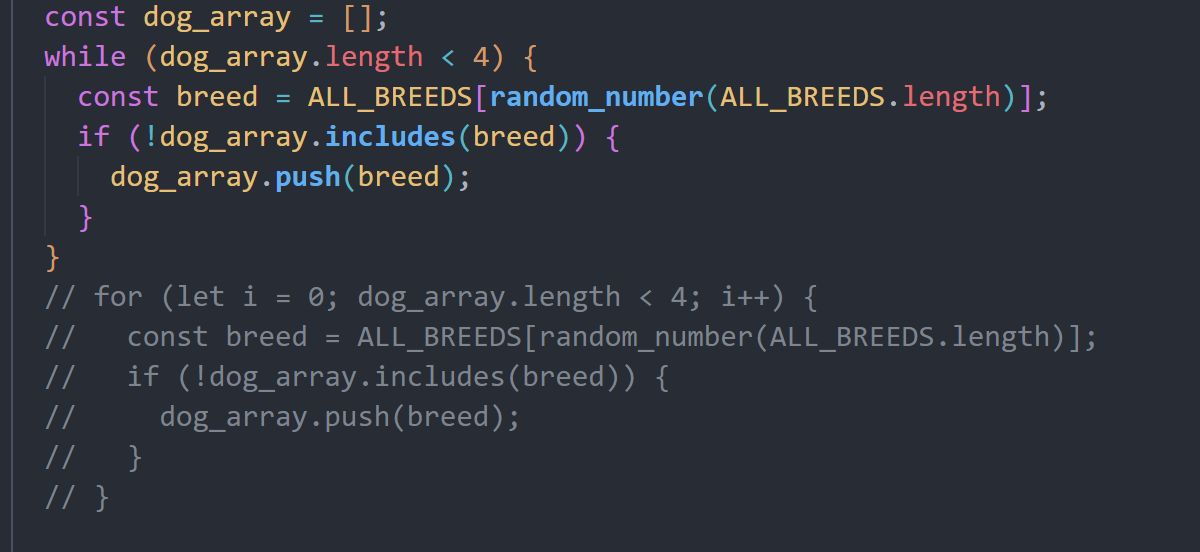 const dog_array = [];
while (dog_array.length < 4) {
  const breed = ALL_BREEDS[random_number(ALL_BREEDS.length)];
  if (!dog_array.includes(breed)) {
    dog_array.push(breed);
  }
}
// for (let i = 0; dog_array.length < 4; i++) {
//   const breed = ALL_BREEDS[random_number(ALL_BREEDS.length)];
//   if (!dog_array.includes(breed)) {
//     dog_array.push(breed);
//   }
// }